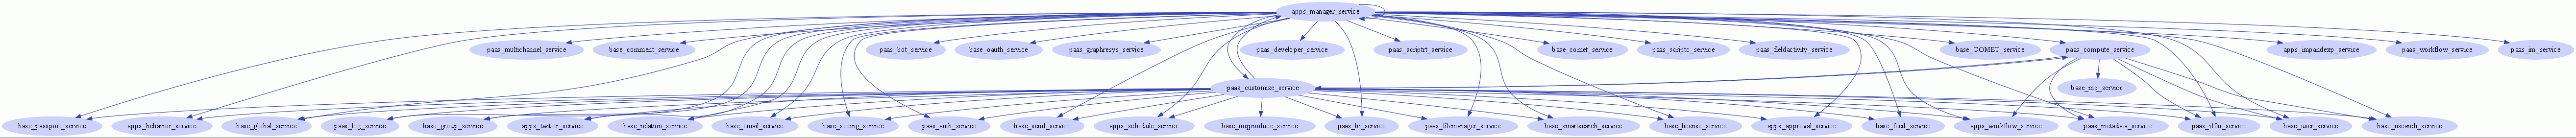 apps_manager_service
paas_multichannel_service
base_comment_service
paas_bot_service
base_oauth_service
paas_graphresys_service
paas_developer_service
paas_scriptrt_service
base_comet_service
paas_scriptc_service
paas_fieldactivity_service
base_COMET_service
paas_compute_service
apps_impandexp_service
paas_workflow_service
paas_im_service
paas_customize_service
base_mq_service
base_passport_service
apps_behavior_service
base_global_service
paas_log_service
base_group_service
apps_twitter_service
base_relation_service
base_email_service
base_setting_service
paas_auth_service
base_send_service
apps_schedule_service
base_mqproduce_service
paas_bi_service
paas_filemanager_service
base_smartsearch_service
base_license_service
apps_approval_service
base_feed_service
apps_workflow_service
paas_metadata_service
paas_i18n_service
base_user_service
base_nsearch_service